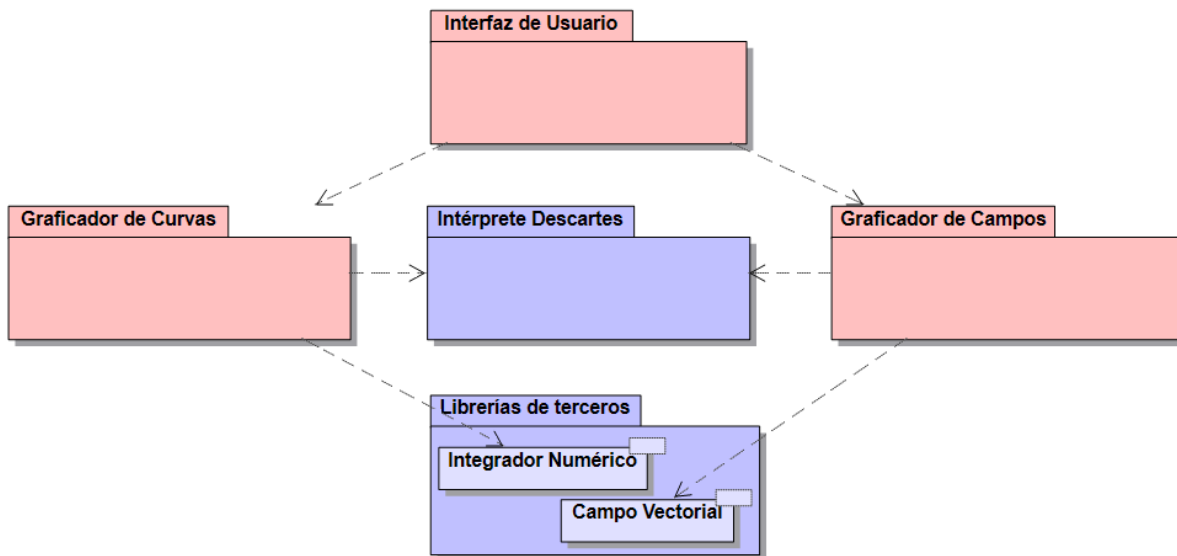 Interfaz de Usuario
Graficador de Curvas
Intérprete Descartes
Graficador de Campos
Librerías de terceros
Integrador Numérico
Campo Vectorial